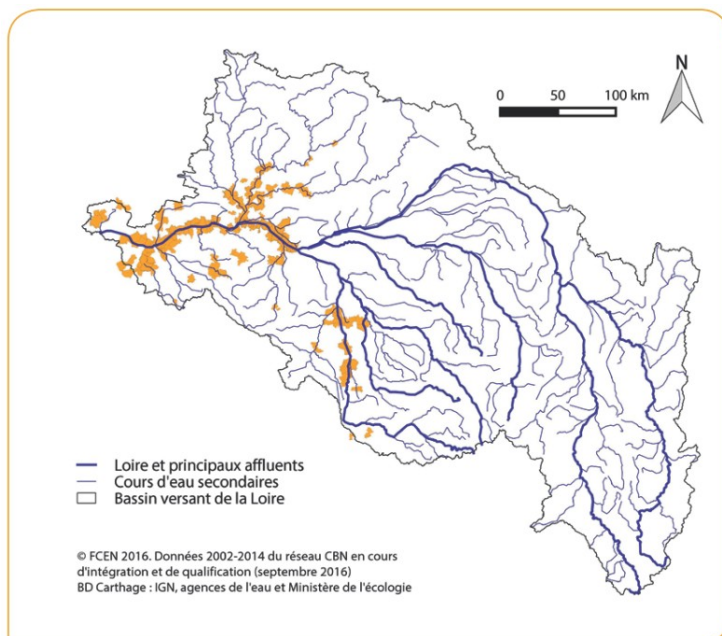 N
0 50 100 km
Loire et principaux affluents
Cours d'eau secondaires
Bassin versant de la Loire
© FCEN 2016. Données 2002-2014 du réseau CBN en cours
d'intégration et de qualification (septembre 2016)
BD Carthage : IGN, agences de l'eau et Ministère de l'écologie